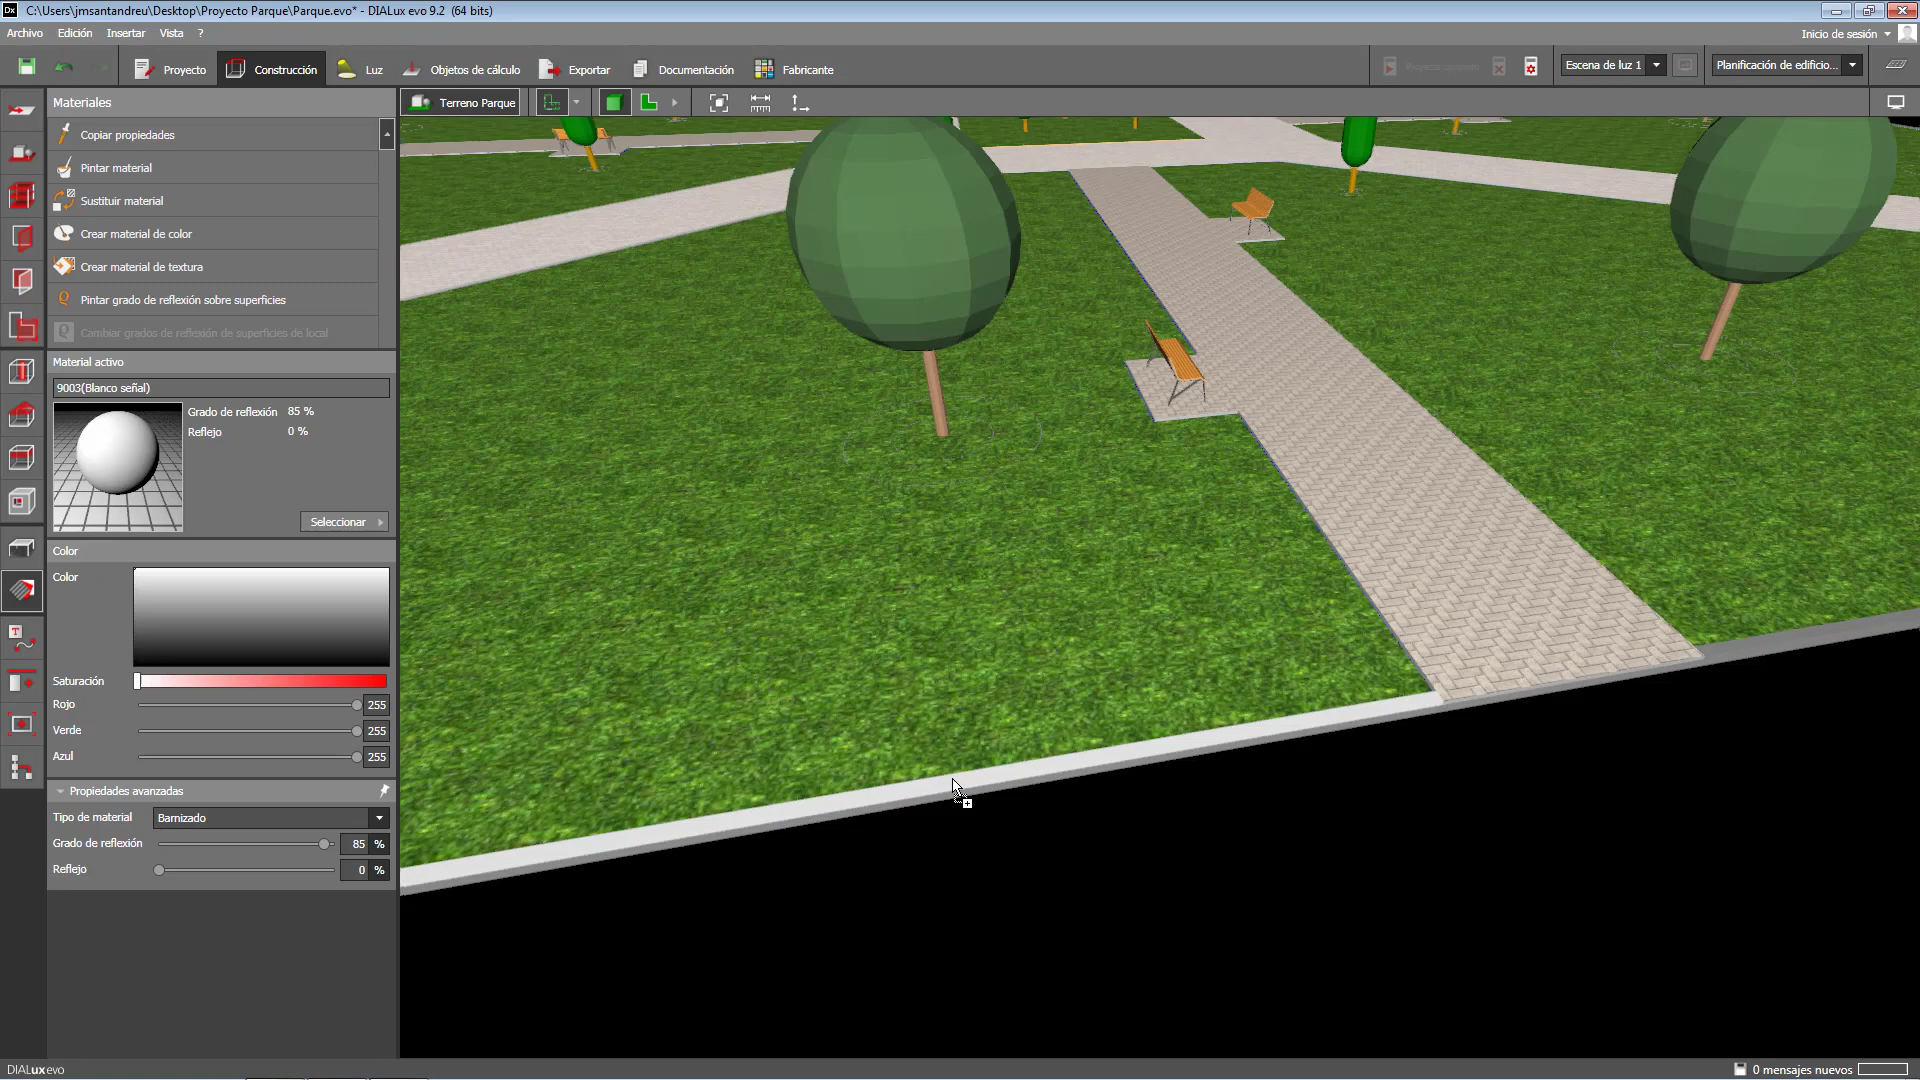 Dx C:\Users\jmsantandreu\Desktop\Proyecto Parque\Parque.evo* - DIALux evo 9.2 (64 bits)
Archivo Edición Insertar Vista ?
Inicio de sesión
Proyecto Construcción Luz Objetos de cálculo Exportar Documentación Fabricante
Escena de luz 1 Planificación de edificio...
Materiales
Terreno Parque
Copiar propiedades
Pintar material
Sustituir material
Crear material de color
Crear material de textura
Pintar grado de reflexión sobre superficies
Cambiar grados de reflexión de superficies de local
Material activo
9003(Blanco señal)
Grado de reflexión 85 %
Reflejo 0 %
Seleccionar
Color
Color
Saturación
Rojo 255
Verde 255
Azul 255
Propiedades avanzadas
Tipo de material Barnizado
Grado de reflexión 85 %
Reflejo 0 %
DIALux evo
0 mensajes nuevos